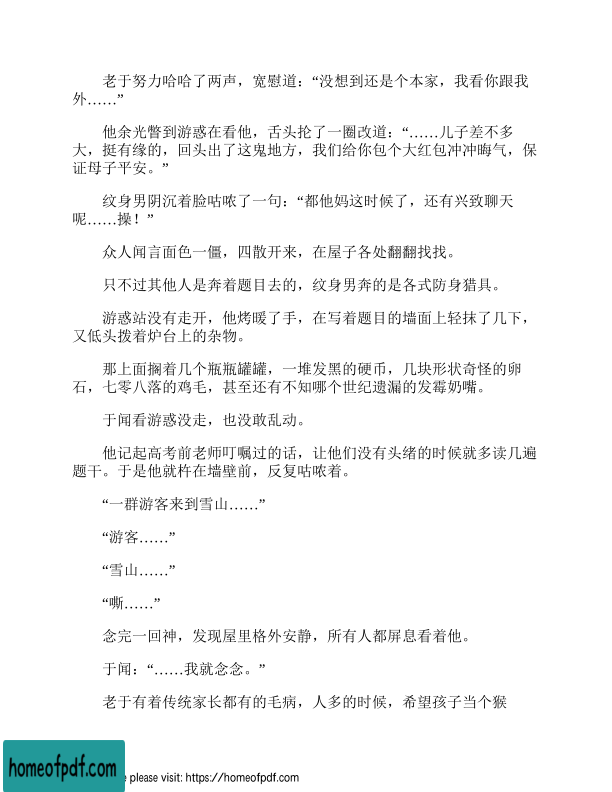 老于努力哈哈了两声，宽慰道：“没想到还是个本家，我看你跟我
外……”
他余光瞥到游惑在看他，舌头抡了一圈改道：“……儿子差不多
大，挺有缘的，回头出了这鬼地方，我们给你包个大红包冲冲晦气，保
证母子平安。”
纹身男阴沉着脸咕哝了一句：“都他妈这时候了，还有兴致聊天
呢……操！”
众人闻言面色一僵，四散开来，在屋子各处翻翻找找。
只不过其他人是奔着题目去的，纹身男奔的是各式防身猎具。
游惑站没有走开，他烤暖了手，在写着题目的墙面上轻抹了几下，
又低头拨着炉台上的杂物。
那上面搁着几个瓶瓶罐罐，一堆发黑的硬币，几块形状奇怪的卵
石，七零八落的鸡毛，甚至还有不知哪个世纪遗漏的发霉奶嘴。
于闻看游惑没走，也没敢乱动。
他记起高考前老师叮嘱过的话，让他们没有头绪的时候就多读几遍
题干。于是他就杵在墙壁前，反复咕哝着。
“一群游客来到雪山……”
“游客……”
“雪山……”
“嘶……”
念完一回神，发现屋里格外安静，所有人都屏息看着他。
于闻：“……我就念念。”
老于有着传统家长都有的毛病，人多的时候，希望孩子当个猴
homeofpdf.com
e please visit: https://homeofpdf.com